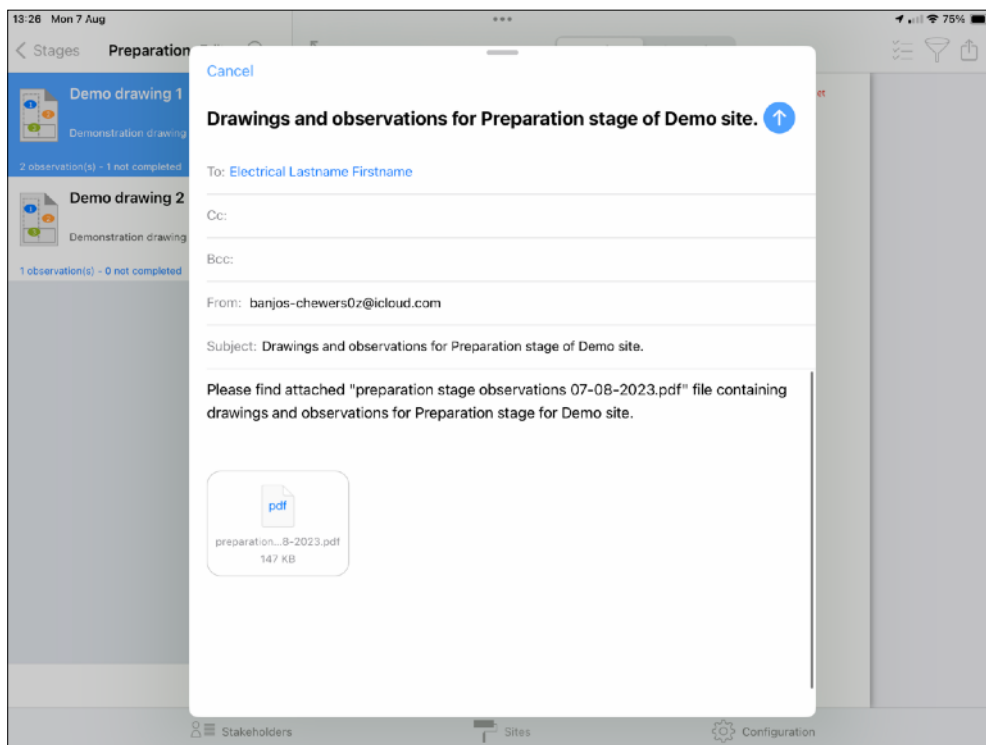 13:26 Mon 7 Aug
75%
Stages
Preparation
Cancel
Demo drawing 1
Demonstration drawing
2 observation(s) - 1 not completed
Demo drawing 2
Demonstration drawing
1 observation(s) - 0 not completed
Drawings and observations for Preparation stage of Demo site.
To: Electrical Lastname Firstname
Cc:
Bcc:
From: banjos-chewers0z@icloud.com
Subject: Drawings and observations for Preparation stage of Demo site.
Please find attached "preparation stage observations 07-08-2023.pdf" file containing
drawings and observations for Preparation stage for Demo site.
pdf
preparation...8-2023.pdf
147 KB
Stakeholders
Sites
Configuration